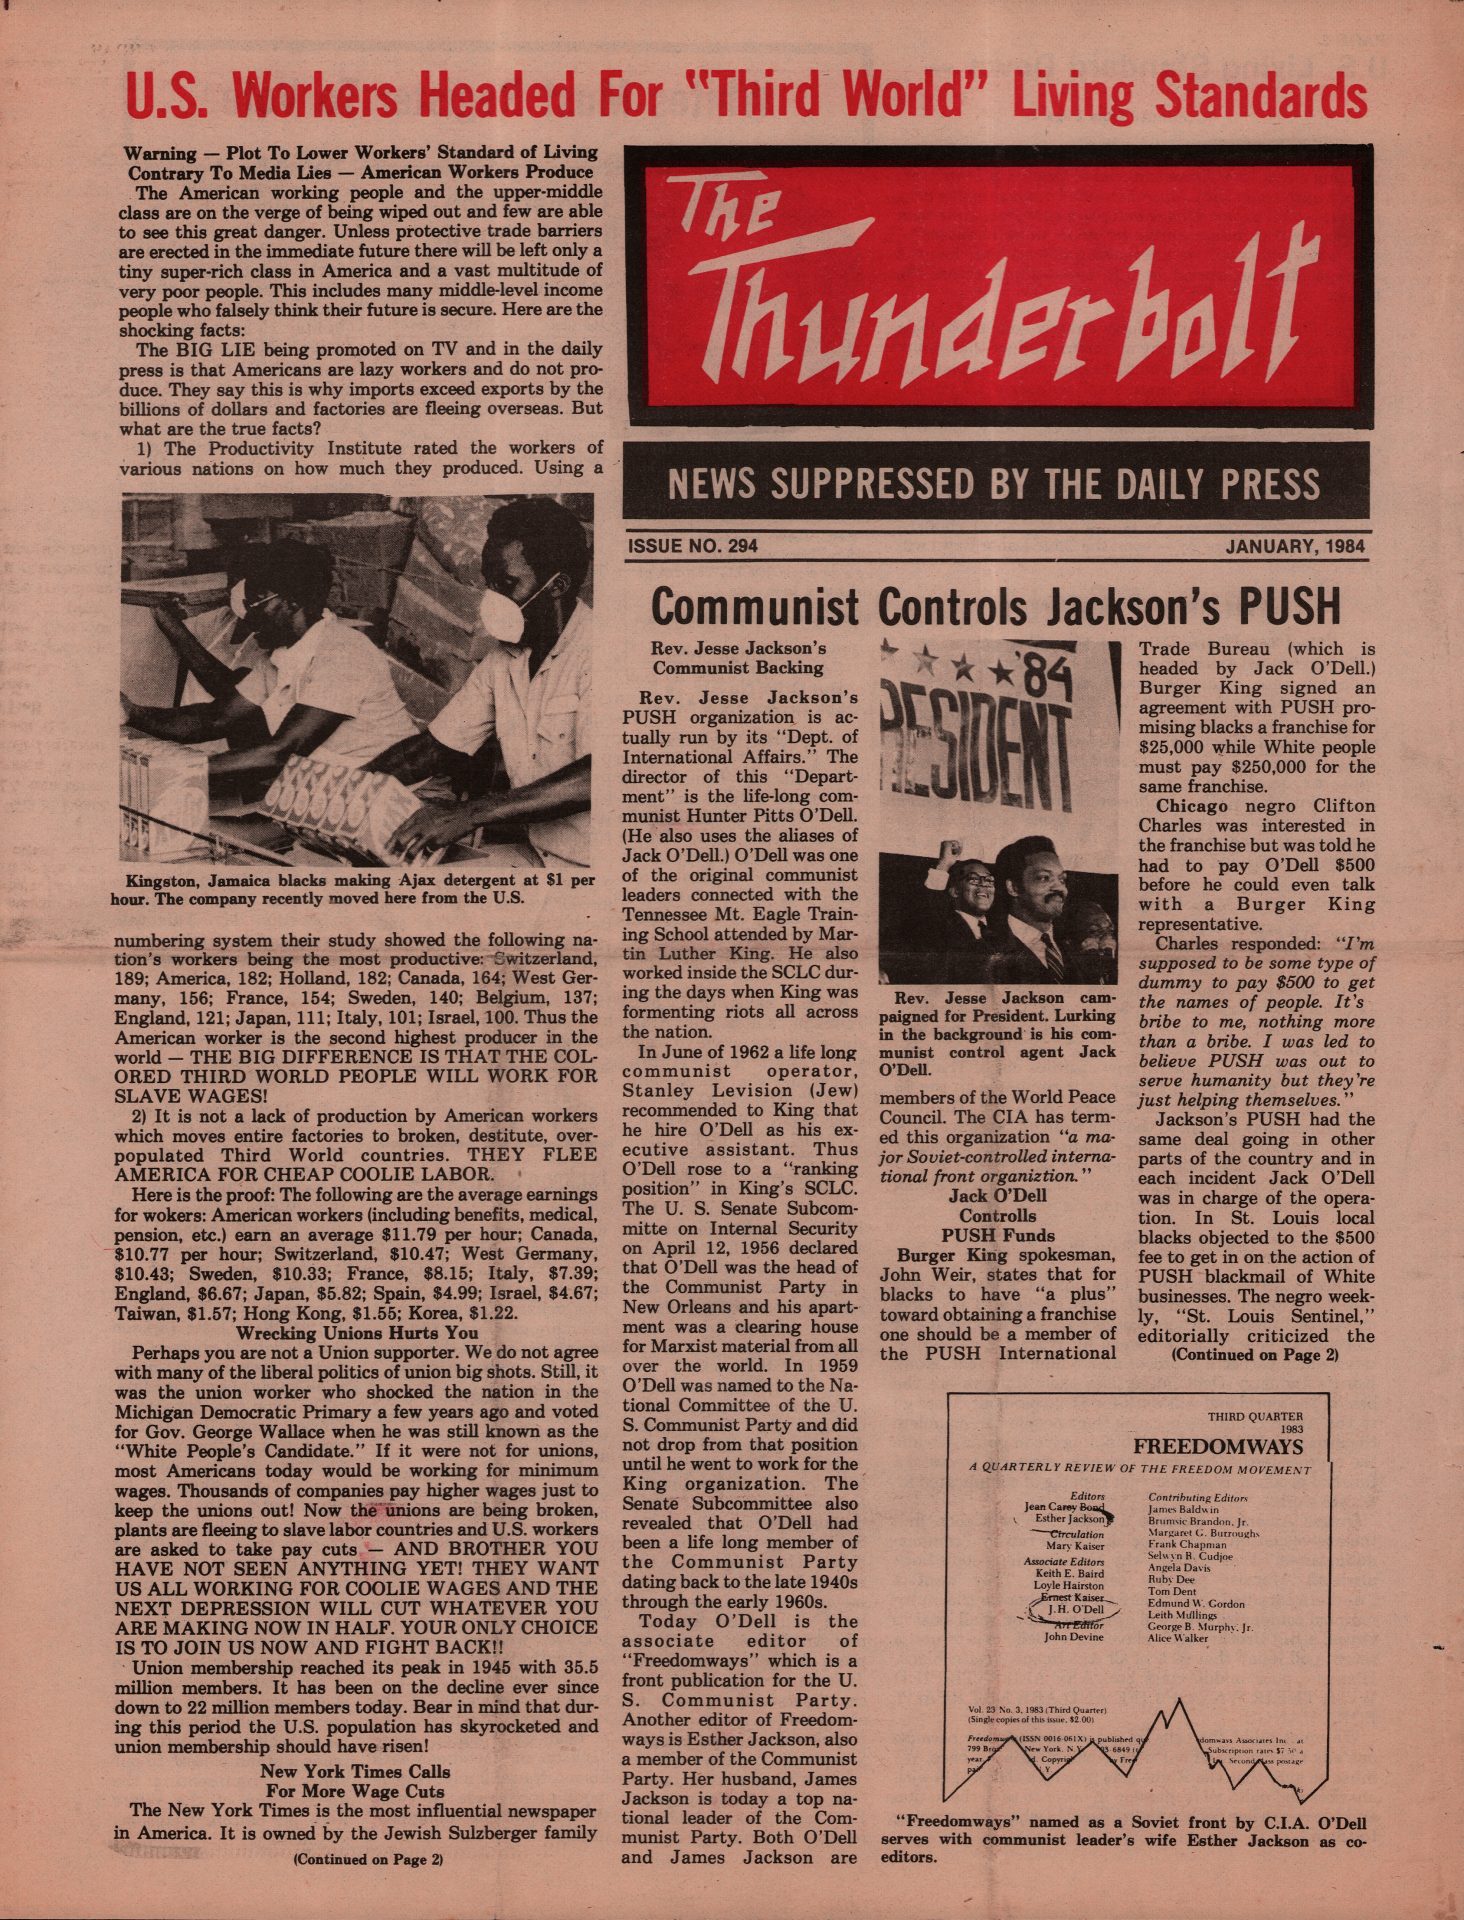 U.S. Workers Headed For "Third World" Living Standards
Warning — Plot To Lower Workers' Standard of Living
Contrary To Media Lies — American Workers Produce
The American working people and the upper-middle
class are on the verge of being wiped out and few are able
to see this great danger. Unless protective trade barriers
are erected in the immediate future there will be left only a
tiny super-rich class in America and a vast multitude of
very poor people. This includes many middle-level income
people who falsely think their future is secure. Here are the
shocking facts:
The BIG LIE being promoted on TV and in the daily
press is that Americans are lazy workers and do not pro-
duce. They say this is why imports exceed exports by the
billions of dollars and factories are fleeing overseas. But
what are the true facts?
1) The Productivity Institute rated the workers of
various nations on how much they produced. Using a
Kingston, Jamaica blacks making Ajax detergent at $1 per
hour. The company recently moved here from the U.S.
numbering system their study showed the following na-
tion's workers being the most productive: Switzerland,
189; America, 182; Holland, 182; Canada, 164; West Ger-
many, 156; France, 154; Sweden, 140; Belgium, 137;
England, 121; Japan, 111; Italy, 101; Israel, 100. Thus the
American worker is the second highest producer in the
world — THE BIG DIFFERENCE IS THAT THE COL-
ORED THIRD WORLD PEOPLE WILL WORK FOR
SLAVE WAGES!
2) It is not a lack of production by American workers
which moves entire factories to broken, destitute, over-
populated Third World countries. THEY FLEE
AMERICA FOR CHEAP COOLIE LABOR.
Here is the proof: The following are the average earnings
for wokers: American workers (including benefits, medical,
pension, etc.) earn an average $11.79 per hour; Canada,
$10.77 per hour; Switzerland, $10.47; West Germany,
$10.43; Sweden, $10.33; France, $8.15; Italy, $7.39;
England, $6.67; Japan, $5.82; Spain, $4.99; Israel, $4.67;
Taiwan, $1.57; Hong Kong, $1.55; Korea, $1.22.
Wrecking Unions Hurts You
Perhaps you are not a Union supporter. We do not agree
with many of the liberal politics of union big shots. Still, it
was the union worker who shocked the nation in the
Michigan Democratic Primary a few years ago and voted
for Gov. George Wallace when he was still known as the
"White People's Candidate." If it were not for unions,
most Americans today would be working for minimum
wages. Thousands of companies pay higher wages just to
keep the unions out! Now the unions are being broken,
plants are fleeing to slave labor countries and U.S. workers
are asked to take pay cuts — AND BROTHER YOU
HAVE NOT SEEN ANYTHING YET! THEY WANT
US ALL WORKING FOR COOLIE WAGES AND THE
NEXT DEPRESSION WILL CUT WHATEVER YOU
ARE MAKING NOW IN HALF. YOUR ONLY CHOICE
IS TO JOIN US NOW AND FIGHT BACK!!
Union membership reached its peak in 1945 with 35.5
million members. It has been on the decline ever since
down to 22 million members today. Bear in mind that dur-
ing this period the U.S. population has skyrocketed and
union membership should have risen!
New York Times Calls
For More Wage Cuts
The New York Times is the most influential newspaper
in America. It is owned by the Jewish Sulzberger family
(Continued on Page 2)
The
Thunderbolt
NEWS SUPPRESSED BY THE DAILY PRESS
ISSUE NO. 294
JANUARY, 1984
Communist Controls Jackson's PUSH
Rev. Jesse Jackson's
Communist Backing
Rev. Jesse Jackson's
PUSH organization is ac-
tually run by its "Dept. of
International Affairs." The
director of this "Depart-
ment" is the life-long com-
munist Hunter Pitts O'Dell.
(He also uses the aliases of
Jack O'Dell.) O'Dell was one
of the original communist
leaders connected with the
Tennessee Mt. Eagle Train-
ing School attended by Mar-
tin Luther King. He also
worked inside the SCLC dur-
ing the days when King was
formenting riots all across
the nation.
In June of 1962 a life long
communist operator,
Stanley Levision (Jew)
recommended to King that
he hire O'Dell as his ex-
ecutive assistant. Thus
O'Dell rose to a "ranking
position" in King's SCLC.
The U. S. Senate Subcom-
mitte on Internal Security
on April 12, 1956 declared
that O'Dell was the head of
the Communist Party in
New Orleans and his apart-
ment was a clearing house
for Marxist material from all
over the world. In 1959
O'Dell was named to the Na-
tional Committee of the U.
S. Communist Party and did
not drop from that position
until he went to work for the
King organization. The
Senate Subcommittee also
revealed that O'Dell had
been a life long member of
the Communist Party
dating back to the late 1940s
through the early 1960s.
Today O'Dell is the
associate editor of
"Freedomways" which is a
front publication for the U.
S. Communist Party.
Another editor of Freedom-
ways is Esther Jackson, also
a member of the Communist
Party. Her husband, James
Jackson is today a top na-
tional leader of the Com-
munist Party. Both O'Dell
and James Jackson are
'84
PRESIDENT
Rev. Jesse Jackson cam-
paigned for President. Lurking
in the background is his com-
munist control agent Jack
O'Dell.
members of the World Peace
Council. The CIA has term-
ed this organization "a ma-
jor Soviet-controlled interna-
tional front organiztion."
Jack O'Dell
Controlls
PUSH Funds
Burger King spokesman,
John Weir, states that for
blacks to have "a plus"
toward obtaining a franchise
one should be a member of
the PUSH International
Trade Bureau (which is
headed by Jack O'Dell.)
Burger King signed an
agreement with PUSH pro-
mising blacks a franchise for
$25,000 while White people
must pay $250,000 for the
same franchise.
Chicago negro Clifton
Charles was interested in
the franchise but was told he
had to pay O'Dell $500
before he could even talk
with a Burger King
representative.
Charles responded: "I'm
supposed to be some type of
dummy to pay $500 to get
the names of people. It's
bribe to me, nothing more
than a bribe. I was led to
believe PUSH was out to
serve humanity but they're
just helping themselves."
Jackson's PUSH had the
same deal going in other
parts of the country and in
each incident Jack O'Dell
was in charge of the opera-
tion. In St. Louis local
blacks objected to the $500
fee to get in on the action of
PUSH blackmail of White
businesses. The negro week-
ly, "St. Louis Sentinel,"
editorially criticized the
(Continued on Page 2)
THIRD QUARTER
1983
FREEDOMWAYS
A QUARTERLY REVIEW OF THE FREEDOM MOVEMENT
Editors
Jean Carey Bond
Esther Jackson
Circulation
Mary Kaiser
Associate Editors
Keith E. Baird
Loyle Hairston
Ernest Kaiser
J.H. O'Dell
Art Editor
John Devine
Contributing Editors
James Baldwin
Brumsic Brandon, Jr.
Margaret G. Burroughs
Frank Chapman
Selwyn R. Cudjoe
Angela Davis
Ruby Dee
Tom Dent
Edmund W. Gordon
Leith Mullings
George B. Murphy, Jr.
Alice Walker
Vol. 23 No. 3, 1983 (Third Quarter)
(Single copies of this issue, $2.00)
(ISSN 0016-061X) is published
799 New York, N.Y.
Associates Inc.
Subscription rates
Second postage
"Freedomways" named as a Soviet front by C.I.A. O'Dell
serves with communist leader's wife Esther Jackson as co-
editors.